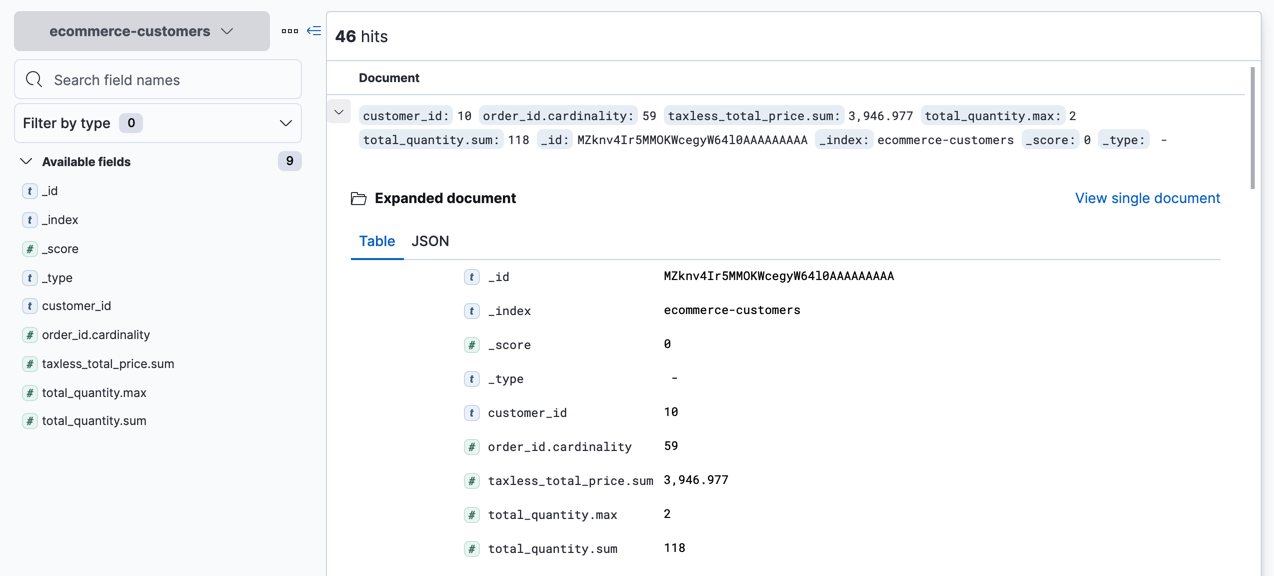 ecommerce-customers
Search field names
Filter by type 0
Available fields 9
t _id
t _index
# _score
t _type
t customer_id
# order_id.cardinality
# taxless_total_price.sum
# total_quantity.max
# total_quantity.sum
46 hits
Document
customer_id: 10 order_id.cardinality: 59 taxless_total_price.sum: 3,946.977 total_quantity.max: 2
total_quantity.sum: 118 _id: MZknv4Ir5MMOKWcegyW64l0AAAAAAAAA _index: ecommerce-customers _score: 0 _type: -
Expanded document View single document
Table JSON
t _id MZknv4Ir5MMOKWcegyW64l0AAAAAAAAA
t _index ecommerce-customers
# _score 0
t _type -
t customer_id 10
# order_id.cardinality 59
# taxless_total_price.sum 3,946.977
# total_quantity.max 2
# total_quantity.sum 118